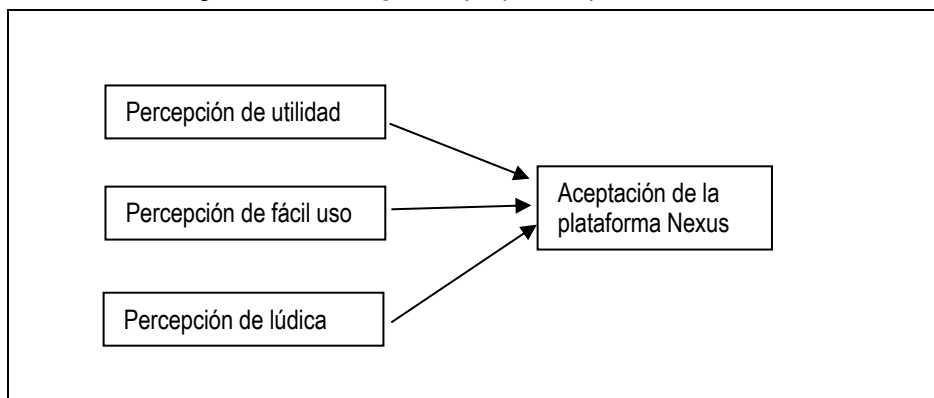 Percepción de utilidad
Percepción de fácil uso
Percepción de lúdica
Aceptación de la
plataforma Nexus